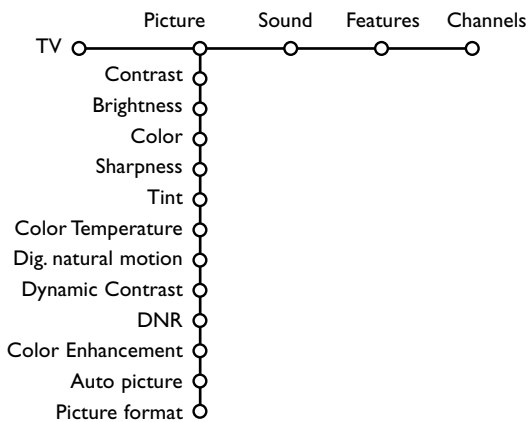 Picture Sound Features Channels
TV
Contrast
Brightness
Color
Sharpness
Tint
Color Temperature
Dig. natural motion
Dynamic Contrast
DNR
Color Enhancement
Auto picture
Picture format